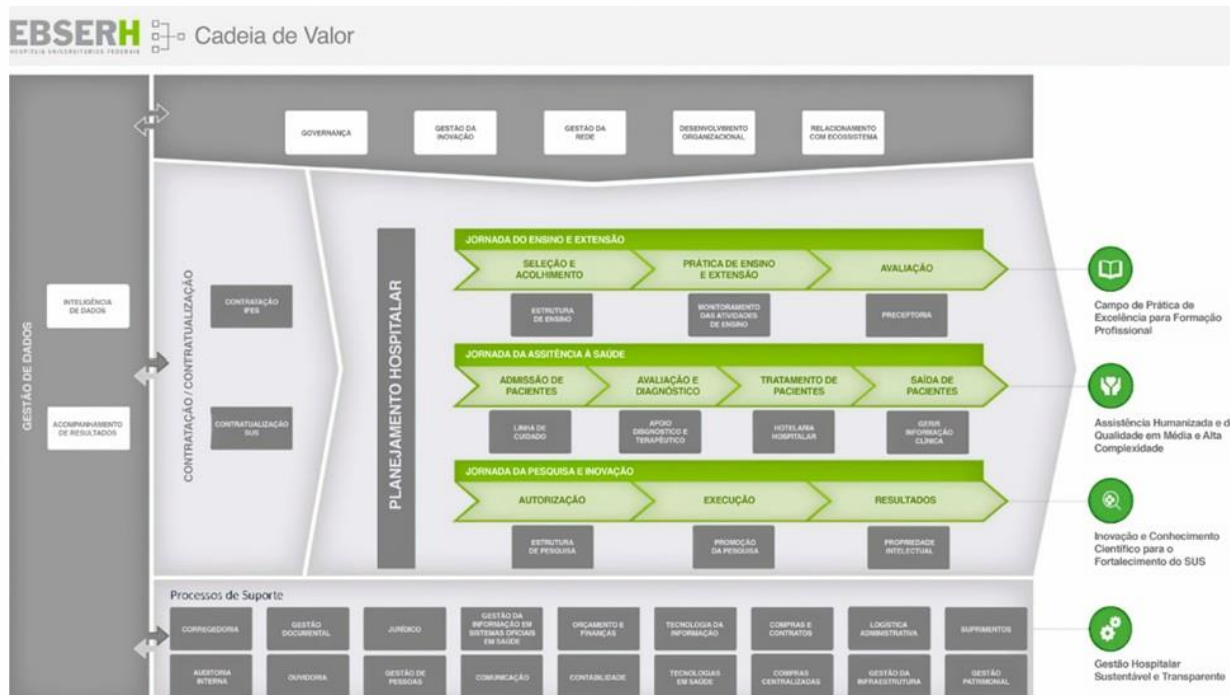 EBSERH
HOSPITAIS UNIVERSITÁRIOS FEDERAIS
Cadeia de Valor
GOVERNANÇA
GESTÃO DA
INOVAÇÃO
GESTÃO DA
REDE
DESENVOLVIMENTO
ORGANIZACIONAL
RELACIONAMENTO
COM ECOSSISTEMA
GESTÃO DE DADOS
INTELIGÊNCIA
DE DADOS
ACOMPANHAMENTO
DE RESULTADOS
CONTRATAÇÃO / CONTRATUALIZAÇÃO
CONTRATAÇÃO
IFES
CONTRATUALIZAÇÃO
SUS
PLANEJAMENTO HOSPITALAR
JORNADA DO ENSINO E EXTENSÃO
SELEÇÃO E
ACOLHIMENTO
PRÁTICA DE ENSINO
E EXTENSÃO
AVALIAÇÃO
ESTRUTURA
DE ENSINO
MONITORAMENTO
DAS ATIVIDADES
DE ENSINO
PRECEPTORIA
JORNADA DA ASSITÊNCIA À SAÚDE
ADMISSÃO DE
PACIENTES
AVALIAÇÃO E
DIAGNÓSTICO
TRATAMENTO DE
PACIENTES
SAÍDA DE
PACIENTES
LINHA DE
CUIDADO
APOIO
DIAGNÓSTICO E
TERAPÊUTICO
HOTELARIA
HOSPITALAR
GERIR
INFORMAÇÃO
CLÍNICA
JORNADA DA PESQUISA E INOVAÇÃO
AUTORIZAÇÃO
EXECUÇÃO
RESULTADOS
ESTRUTURA
DE PESQUISA
PROMOÇÃO
DA PESQUISA
PROPRIEDADE
INTELECTUAL
Campo de Prática de
Excelência para Formação
Profissional
Assistência Humanizada e d
Qualidade em Média e Alta
Complexidade
Inovação e Conhecimento
Científico para o
Fortalecimento do SUS
Gestão Hospitalar
Sustentável e Transparente
Processos de Suporte
CORREGEDORIA
GESTÃO
DOCUMENTAL
JURÍDICO
GESTÃO DA
INFORMAÇÃO EM
SISTEMAS OFICIAIS
EM SAÚDE
ORÇAMENTO E
FINANÇAS
TECNOLOGIA DA
INFORMAÇÃO
COMPRAS E
CONTRATOS
LOGÍSTICA
ADMINISTRATIVA
SUPRIMENTOS
AUDITORIA
INTERNA
OUVIDORIA
GESTÃO DE
PESSOAS
COMUNICAÇÃO
CONTABILIDADE
TECNOLOGIAS
EM SAÚDE
COMPRAS
CENTRALIZADAS
GESTÃO DA
INFRAESTRUTURA
GESTÃO
PATRIMONIAL